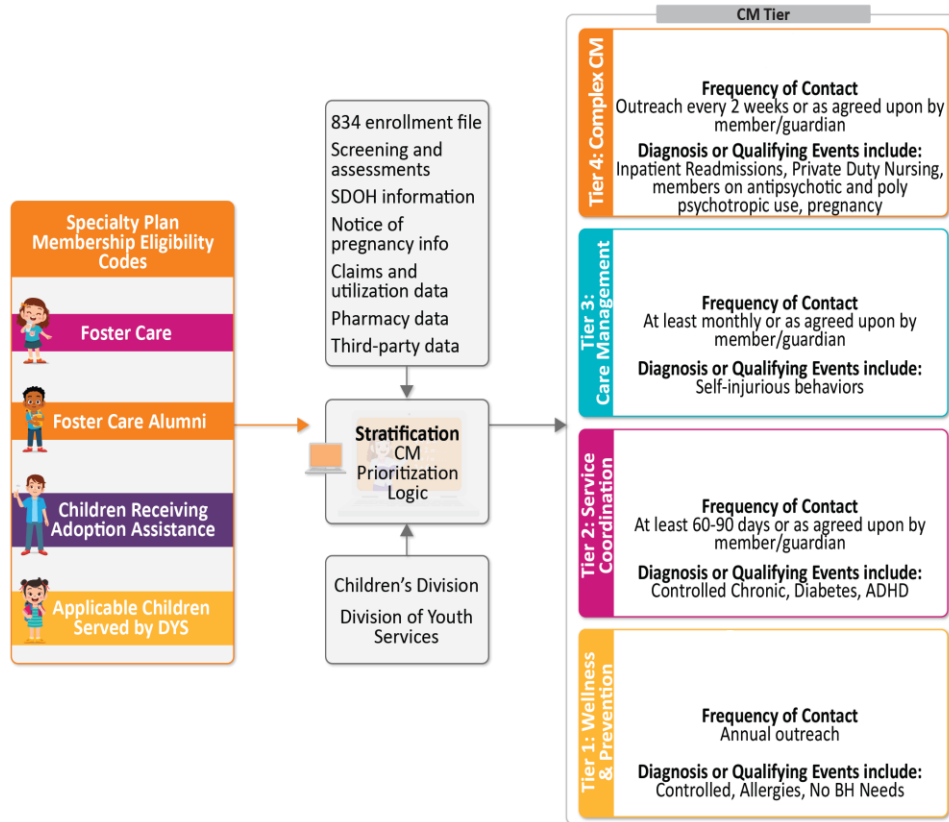 Specialty Plan
Membership Eligibility
Codes
Foster Care
Foster Care Alumni
Children Receiving
Adoption Assistance
Applicable Children
Served by DYS
834 enrollment file
Screening and
assessments
SDOH information
Notice of
pregnancy info
Claims and
utilization data
Pharmacy data
Third-party data
Stratification
CM
Prioritization
Logic
Children’s Division
Division of Youth
Services
CM Tier
Tier 4: Complex CM
Frequency of Contact
Outreach every 2 weeks or as agreed upon by
member/guardian
Diagnosis or Qualifying Events include:
Inpatient Readmissions, Private Duty Nursing,
members on antipsychotic and poly
psychotropic use, pregnancy
Tier 3:
Care Management
Frequency of Contact
At least monthly or as agreed upon by
member/guardian
Diagnosis or Qualifying Events include:
Self-injurious behaviors
Tier 2: Service
Coordination
Frequency of Contact
At least 60-90 days or as agreed upon by
member/guardian
Diagnosis or Qualifying Events include:
Controlled Chronic, Diabetes, ADHD
Tier 1: Wellness
& Prevention
Frequency of Contact
Annual outreach
Diagnosis or Qualifying Events include:
Controlled, Allergies, No BH Needs